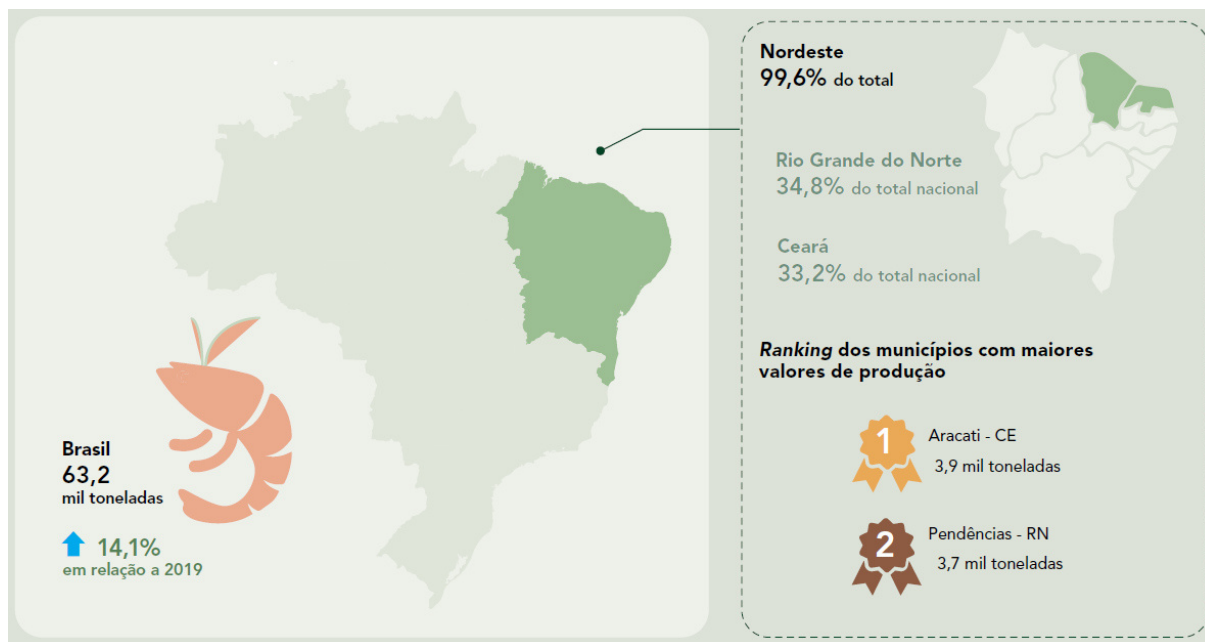 Brasil
63,2
mil toneladas
14,1%
em relação a 2019
Nordeste
99,6% do total
Rio Grande do Norte
34,8% do total nacional
Ceará
33,2% do total nacional
Ranking dos municípios com maiores
valores de produção
1
Aracati - CE
3,9 mil toneladas
2
Pendências - RN
3,7 mil toneladas